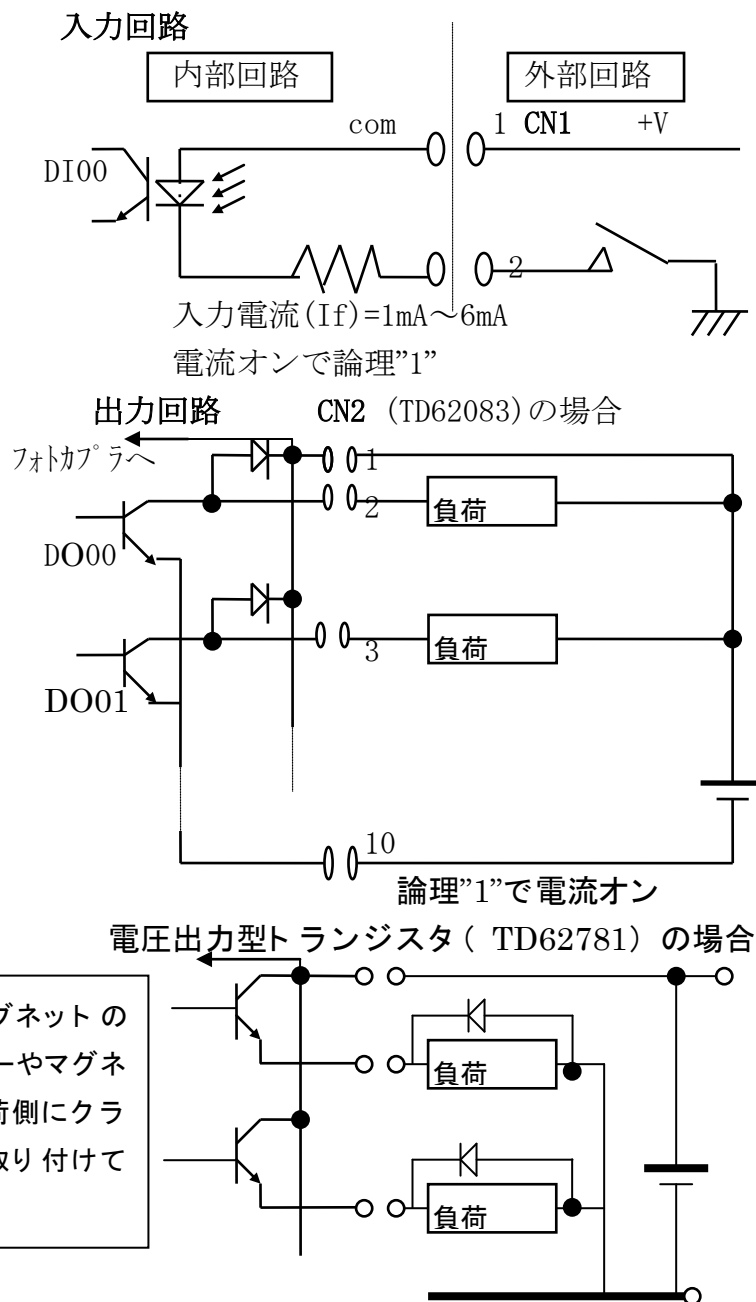 入力回路
内部回路
外部回路
com
1 CN1
+V
DI00
2
入力電流(If)=1mA～6mA
電流オンで論理”1”
出力回路
CN2 (TD62083)の場合
フォトカプラへ
1
2
負荷
DO00
3
負荷
DO01
10
論理”1”で電流オン
電圧出力型トランジスタ( TD62781) の場合
グネットの
ーやマグネ
負荷
荷側にクラ
取り付けて
負荷